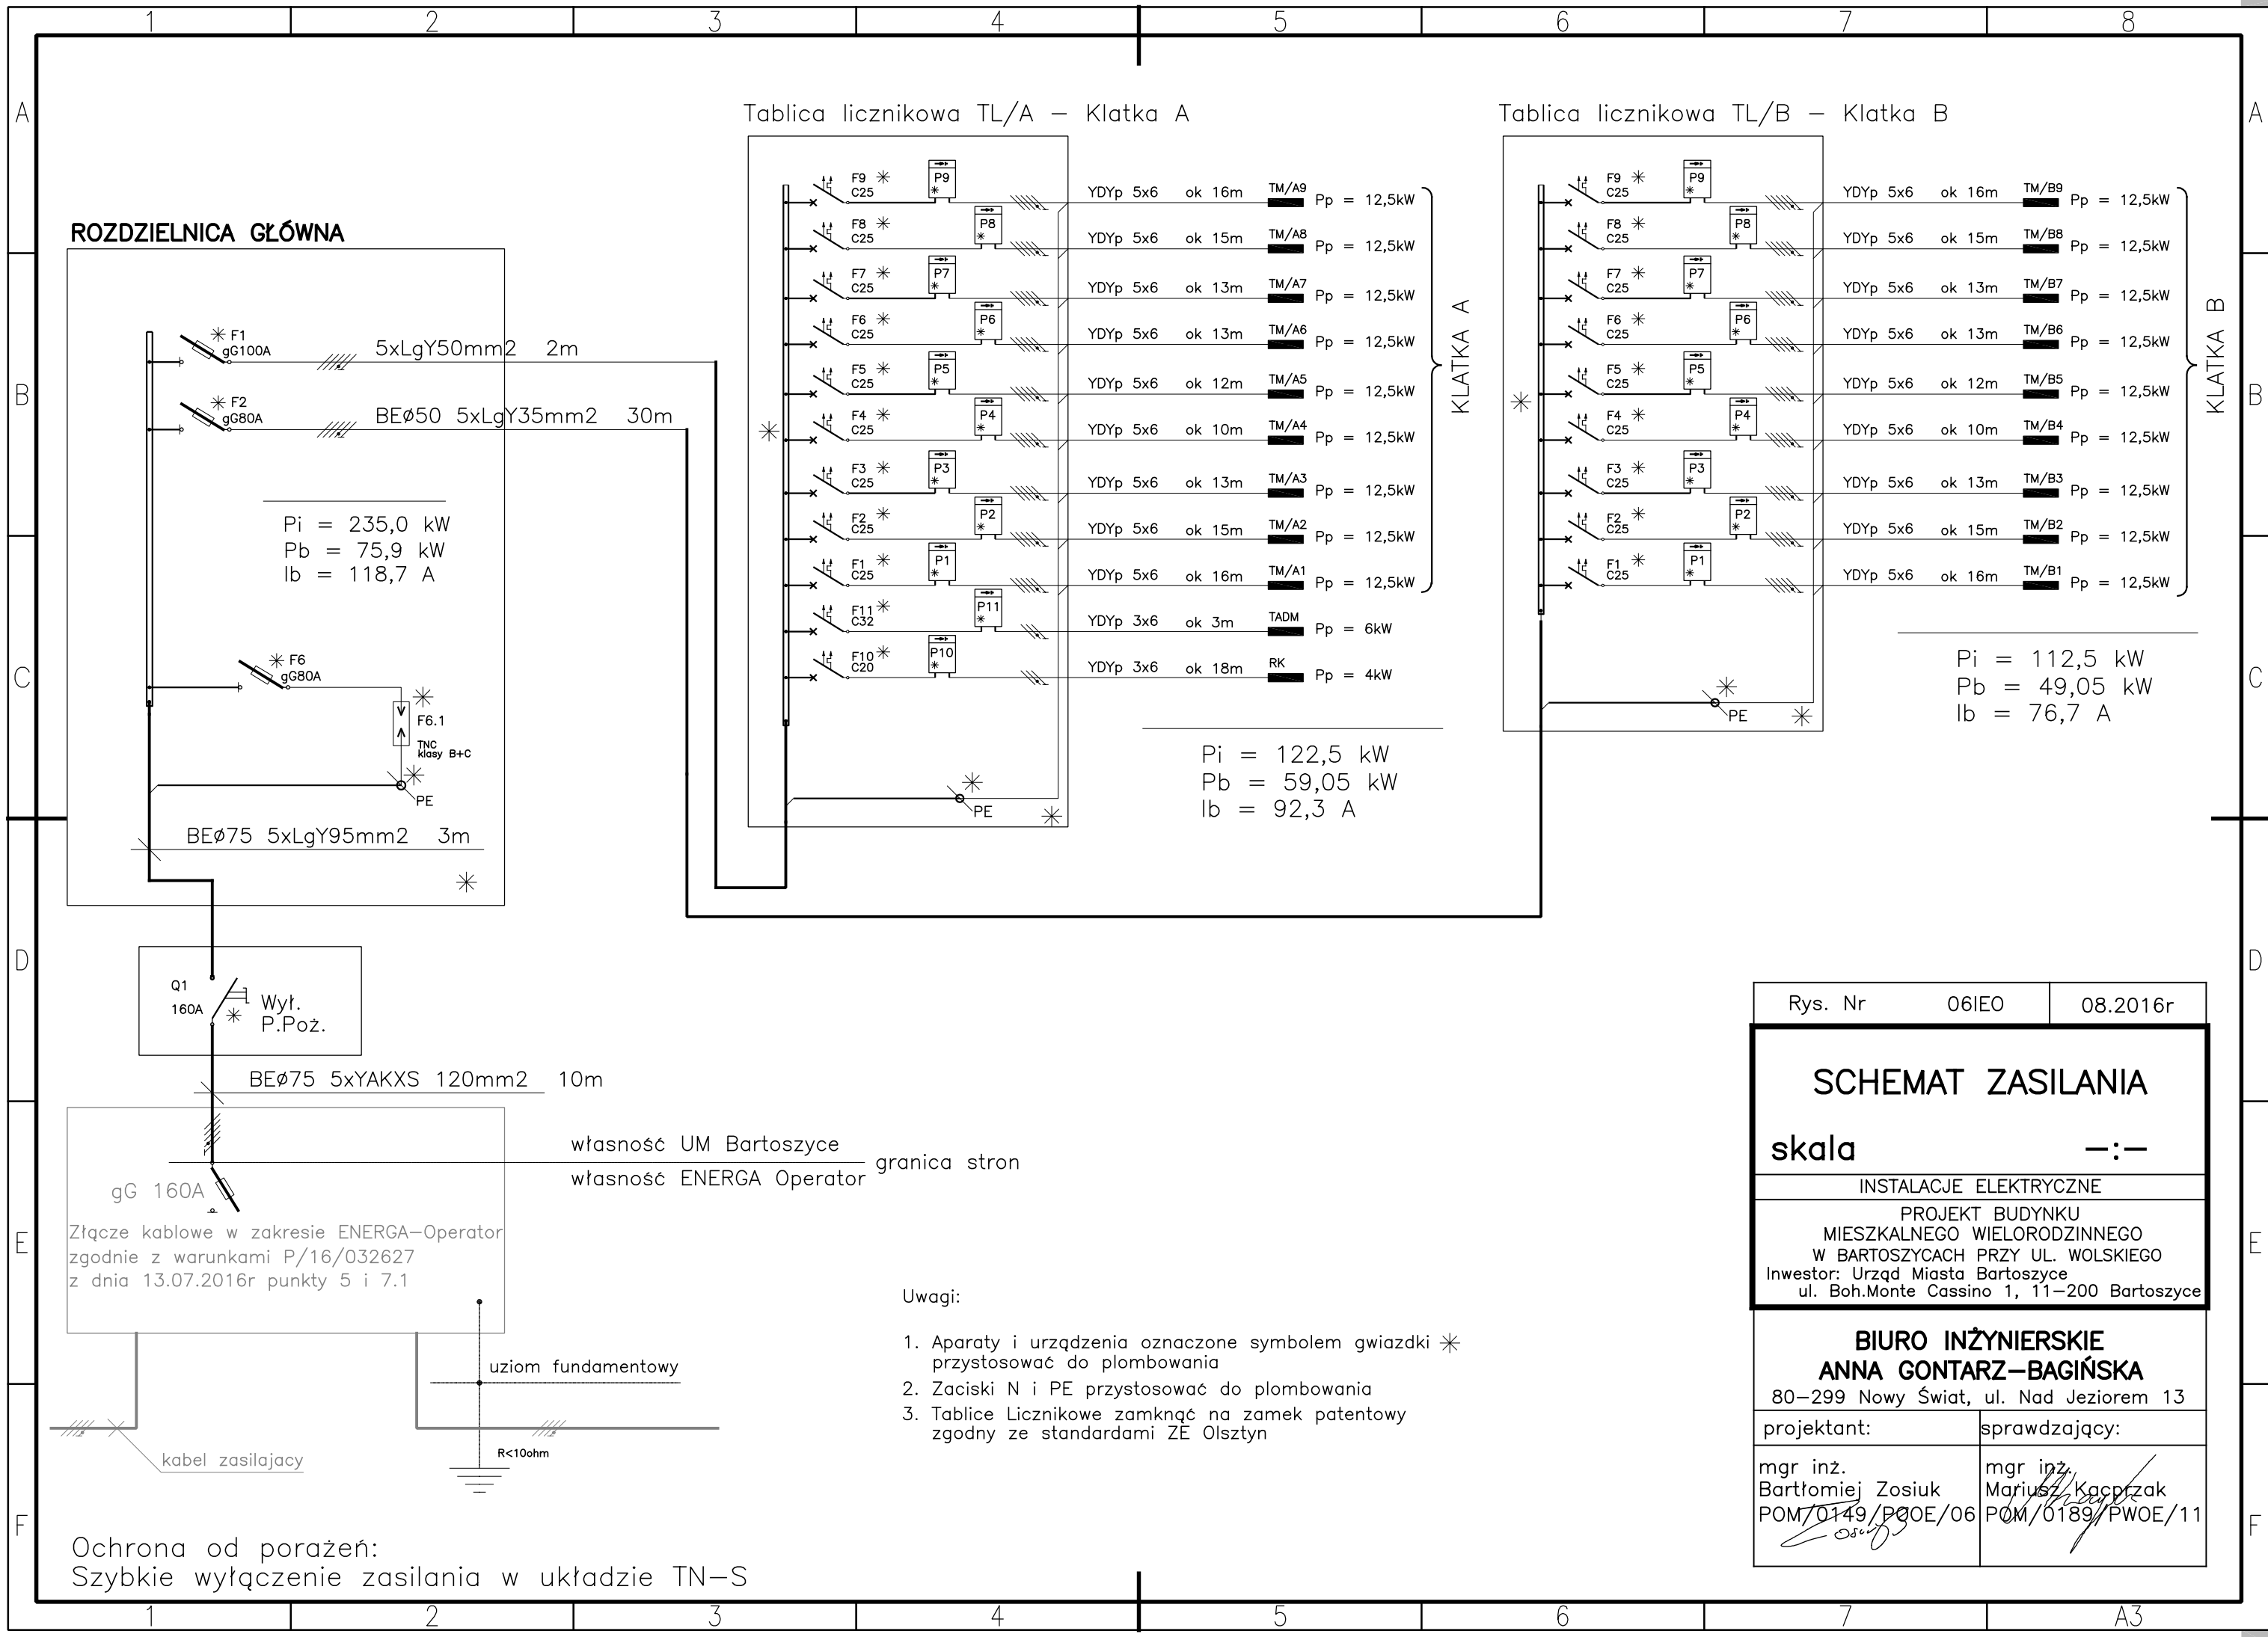 1 2 3 4 5 6 7 8
A A
B B
C C
D D
E E
F F
1 2 3 4 5 6 7 A3
ROZDZIELNICA GŁÓWNA
F1
gG100A
5xLgY50mm2 2m
F2
gG80A
BEø50 5xLgY35mm2 30m
Pi = 235,0 kW
Pb = 75,9 kW
Ib = 118,7 A
F6
gG80A
F6.1
TNC
klasy B+C
PE
BEø75 5xLgY95mm2 3m
Q1
160A
Wył.
P.Poż.
BEø75 5xYAKXS 120mm2 10m
własność UM Bartoszyce
granica stron
własność ENERGA Operator
gG 160A
Złącze kablowe w zakresie ENERGA-Operator
zgodnie z warunkami P/16/032627
z dnia 13.07.2016r punkty 5 i 7.1
uziom fundamentowy
R<10ohm
kabel zasilajacy
Ochrona od porażeń:
Szybkie wyłączenie zasilania w układzie TN-S
Tablica licznikowa TL/A - Klatka A
F9 C25 P9 YDYp 5x6 ok 16m TM/A9 Pp = 12,5kW
F8 C25 P8 YDYp 5x6 ok 15m TM/A8 Pp = 12,5kW
F7 C25 P7 YDYp 5x6 ok 13m TM/A7 Pp = 12,5kW
F6 C25 P6 YDYp 5x6 ok 13m TM/A6 Pp = 12,5kW
F5 C25 P5 YDYp 5x6 ok 12m TM/A5 Pp = 12,5kW
F4 C25 P4 YDYp 5x6 ok 10m TM/A4 Pp = 12,5kW
F3 C25 P3 YDYp 5x6 ok 13m TM/A3 Pp = 12,5kW
F2 C25 P2 YDYp 5x6 ok 15m TM/A2 Pp = 12,5kW
F1 C25 P1 YDYp 5x6 ok 16m TM/A1 Pp = 12,5kW
F11 C32 P11 YDYp 3x6 ok 3m TADM Pp = 6kW
F10 C20 P10 YDYp 3x6 ok 18m RK Pp = 4kW
KLATKA A
PE
Pi = 122,5 kW
Pb = 59,05 kW
Ib = 92,3 A
Tablica licznikowa TL/B - Klatka B
F9 C25 P9 YDYp 5x6 ok 16m TM/B9 Pp = 12,5kW
F8 C25 P8 YDYp 5x6 ok 15m TM/B8 Pp = 12,5kW
F7 C25 P7 YDYp 5x6 ok 13m TM/B7 Pp = 12,5kW
F6 C25 P6 YDYp 5x6 ok 13m TM/B6 Pp = 12,5kW
F5 C25 P5 YDYp 5x6 ok 12m TM/B5 Pp = 12,5kW
F4 C25 P4 YDYp 5x6 ok 10m TM/B4 Pp = 12,5kW
F3 C25 P3 YDYp 5x6 ok 13m TM/B3 Pp = 12,5kW
F2 C25 P2 YDYp 5x6 ok 15m TM/B2 Pp = 12,5kW
F1 C25 P1 YDYp 5x6 ok 16m TM/B1 Pp = 12,5kW
KLATKA B
PE
Pi = 112,5 kW
Pb = 49,05 kW
Ib = 76,7 A
Uwagi:
1. Aparaty i urządzenia oznaczone symbolem gwiazdki ✳
przystosować do plombowania
2. Zaciski N i PE przystosować do plombowania
3. Tablice Licznikowe zamknąć na zamek patentowy
zgodny ze standardami ZE Olsztyn
Rys. Nr 06IEO 08.2016r
SCHEMAT ZASILANIA
skala -:-
INSTALACJE ELEKTRYCZNE
PROJEKT BUDYNKU
MIESZKALNEGO WIELORODZINNEGO
W BARTOSZYCACH PRZY UL. WOLSKIEGO
Inwestor: Urząd Miasta Bartoszyce
ul. Boh.Monte Cassino 1, 11-200 Bartoszyce
BIURO INŻYNIERSKIE
ANNA GONTARZ-BAGIŃSKA
80-299 Nowy Świat, ul. Nad Jeziorem 13
projektant: sprawdzający:
mgr inż.
Bartłomiej Zosiuk
POM/0149/POOE/06
mgr inż.
Mariusz Kacprzak
POM/0189/PWOE/11